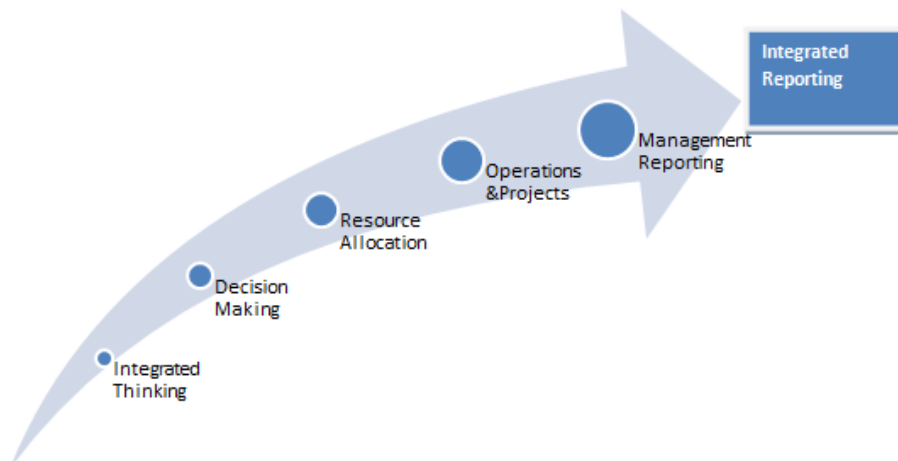 Integrated
Reporting
Management
Reporting
Operations
&Projects
Resource
Allocation
Decision
Making
Integrated
Thinking